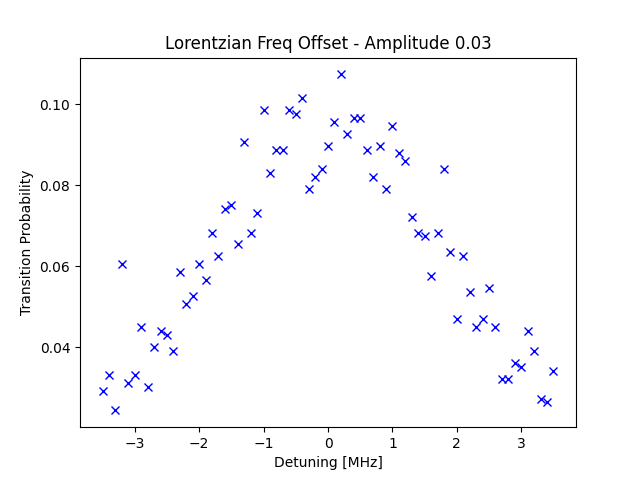 Lorentzian Freq Offset - Amplitude 0.03
Transition Probability
0.10
0.08
0.06
0.04
−3 −2 −1 0 1 2 3
Detuning [MHz]